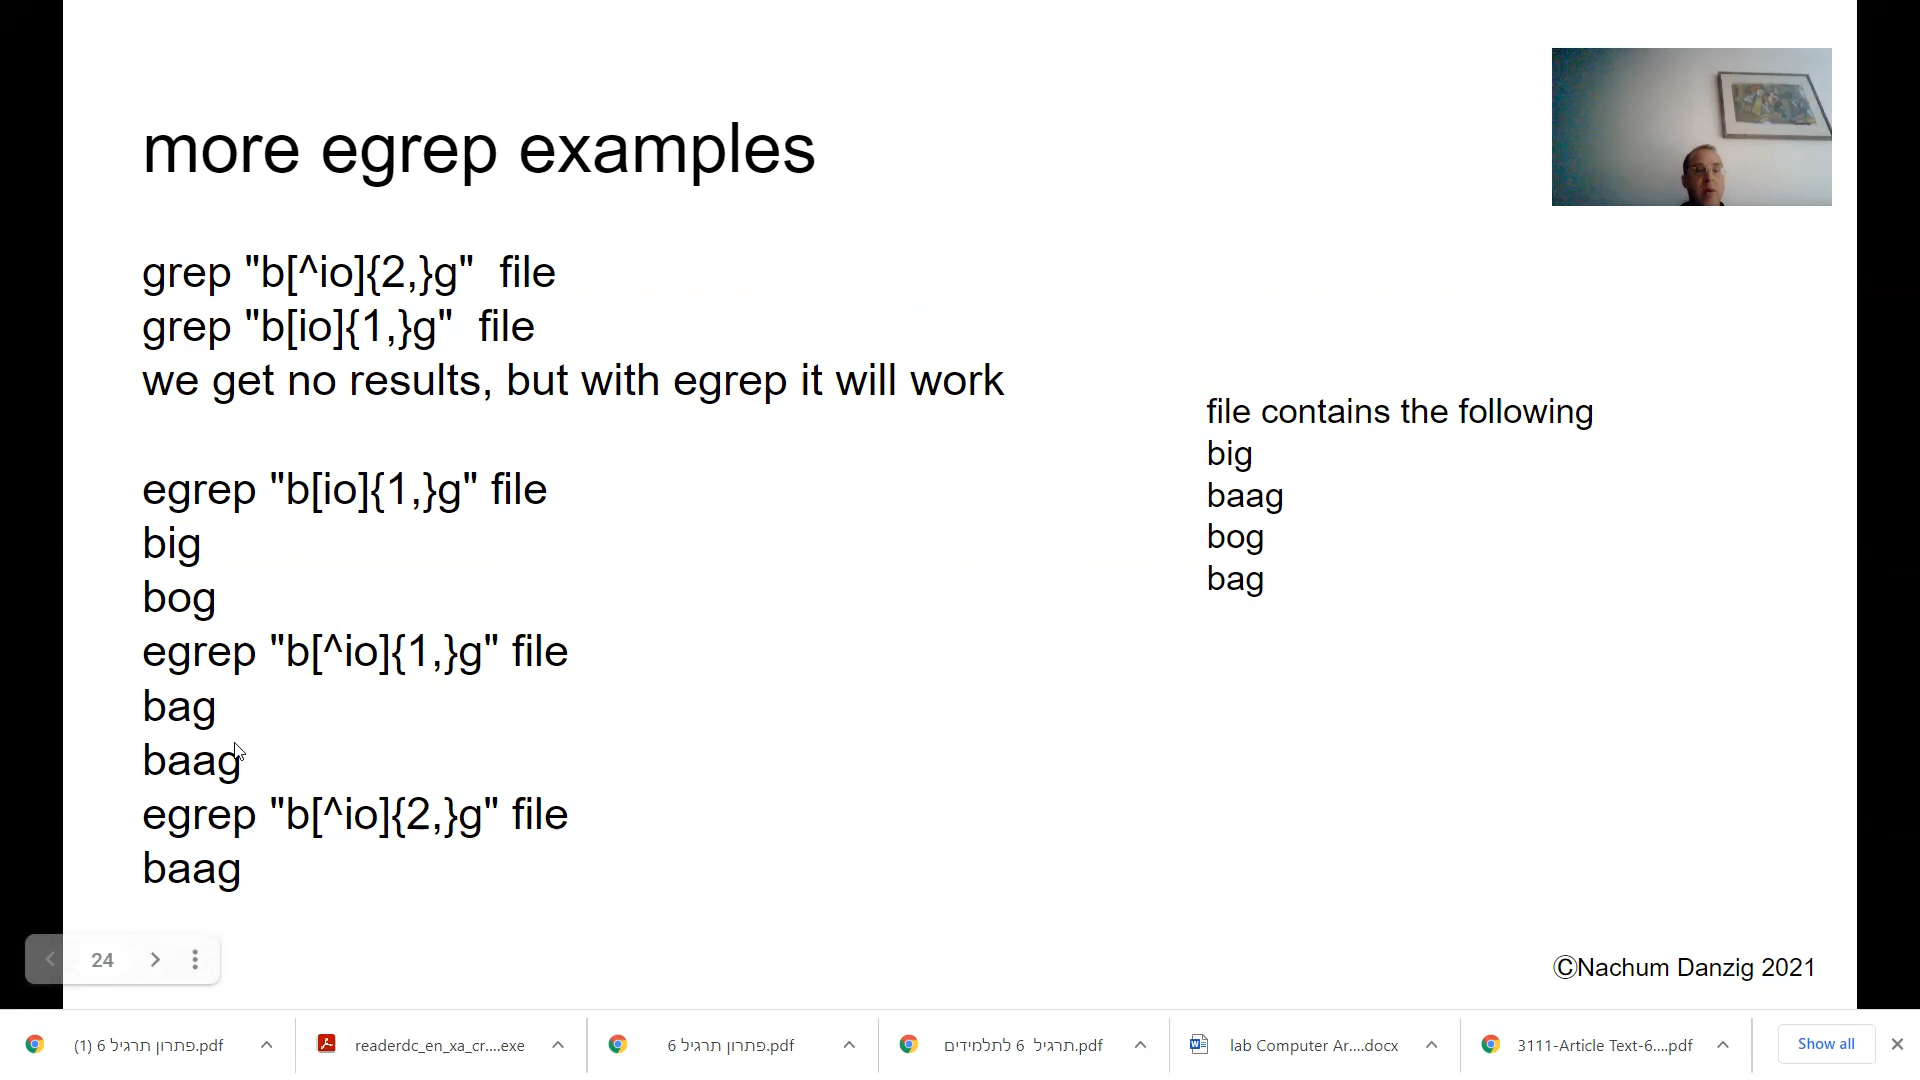 more egrep examples
grep "b[^io]{2,}g"  file
grep "b[io]{1,}g"  file
we get no results, but with egrep it will work
egrep "b[io]{1,}g" file
big
bog
egrep "b[^io]{1,}g" file
bag
baag
egrep "b[^io]{2,}g" file
baag
file contains the following
big
baag
bog
bag
24
ⒸNachum Danzig 2021
פתרון תרגיל 6 (1).pdf
readerdc_en_xa_cr....exe
פתרון תרגיל 6.pdf
תרגיל  6 לתלמידים.pdf
lab Computer Ar....docx
3111-Article Text-6....pdf
Show all